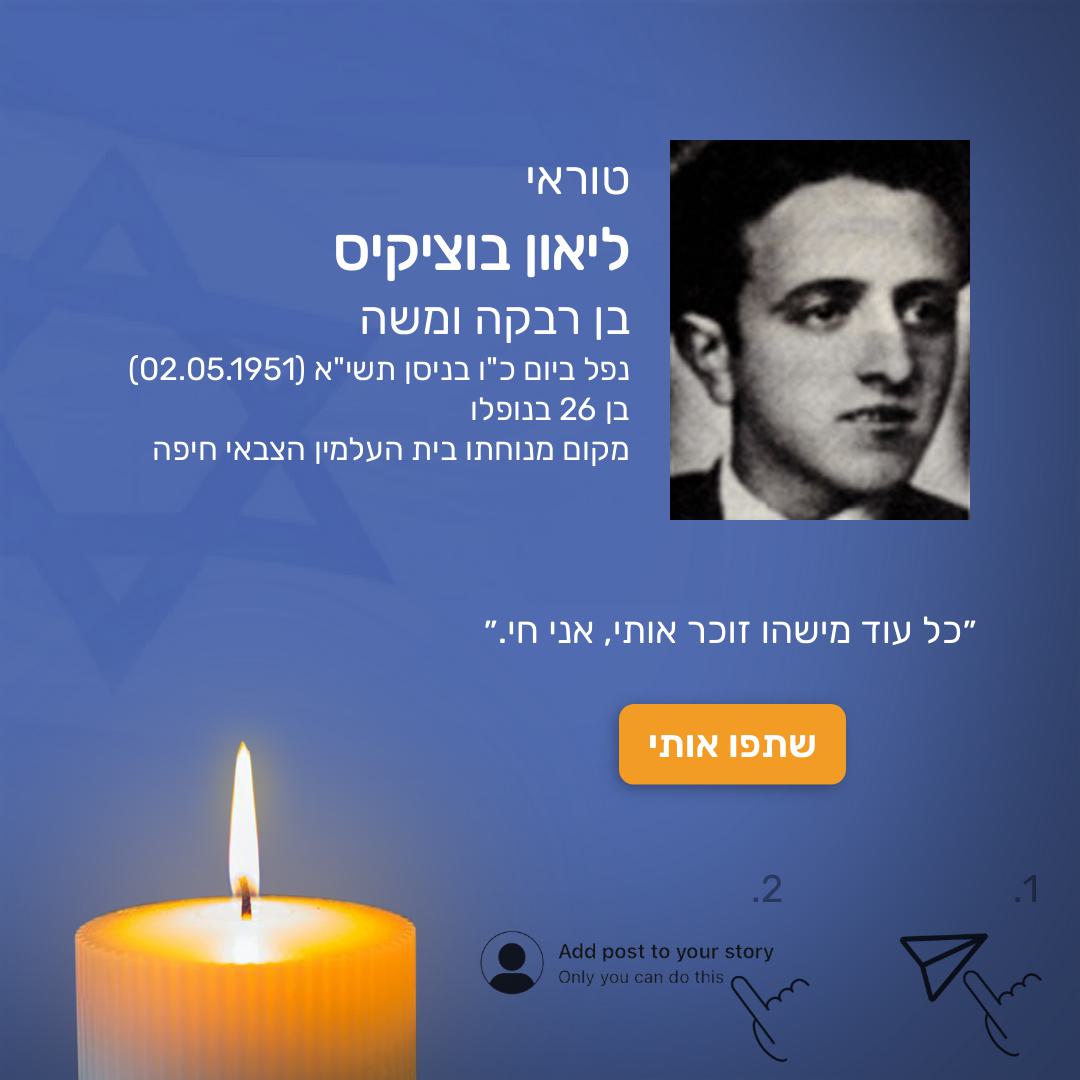 טוראי
ליאון בוציקיס
בן רבקה ומשה
נפל ביום כ"ו בניסן תשי"א (02.05.1951)
בן 26 בנופלו
מקום מנוחתו בית העלמין הצבאי חיפה
״כל עוד מישהו זוכר אותי, אני חי.״
שתפו אותי
1.
2.
Add post to your story
Only you can do this